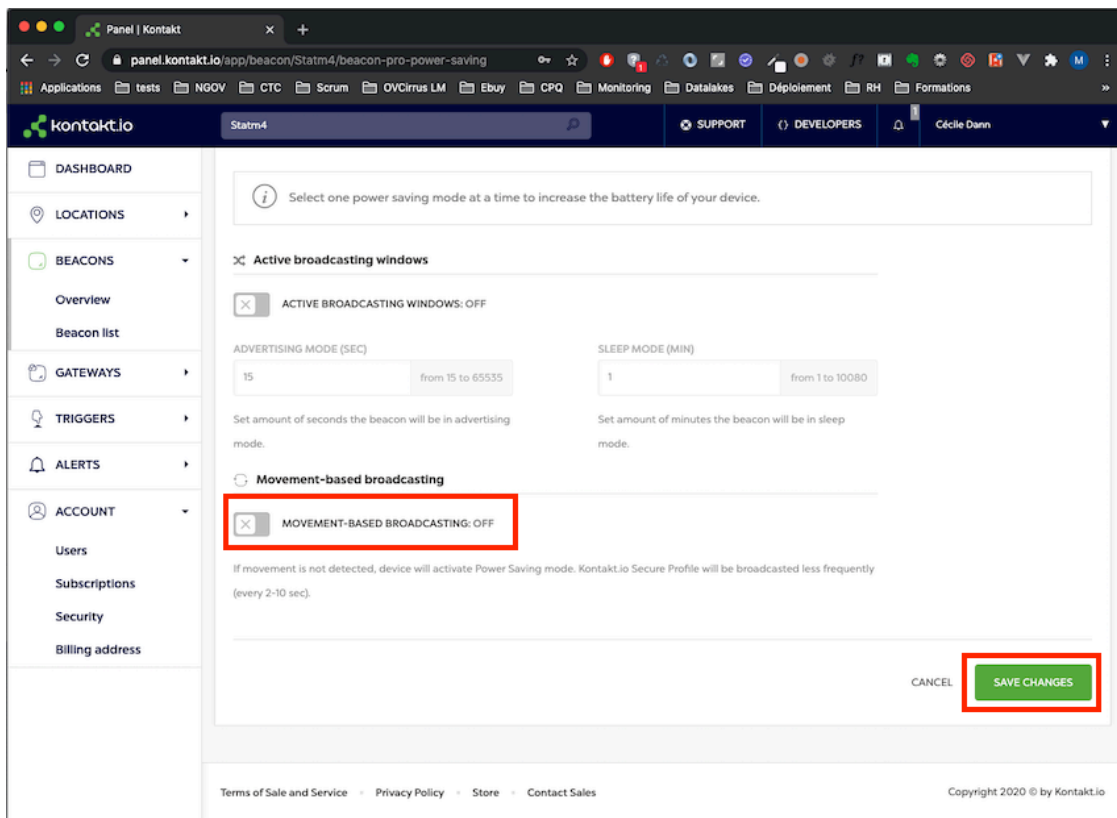 Panel | Kontakt
panel.kontakt.io/app/beacon/Statm4/beacon-pro-power-saving
Applications tests NGOV CTC Scrum OVCirrus LM Ebuy CPQ Monitoring Datalakes Déploiement RH Formations »
kontakt.io Statm4 SUPPORT DEVELOPERS 1 Cécile Dann
DASHBOARD
LOCATIONS
BEACONS
Overview
Beacon list
GATEWAYS
TRIGGERS
ALERTS
ACCOUNT
Users
Subscriptions
Security
Billing address
Select one power saving mode at a time to increase the battery life of your device.
Active broadcasting windows
ACTIVE BROADCASTING WINDOWS: OFF
ADVERTISING MODE (SEC)
15 from 15 to 65535
Set amount of seconds the beacon will be in advertising
mode.
SLEEP MODE (MIN)
1 from 1 to 10080
Set amount of minutes the beacon will be in sleep
mode.
Movement-based broadcasting
MOVEMENT-BASED BROADCASTING: OFF
If movement is not detected, device will activate Power Saving mode. Kontakt.io Secure Profile will be broadcasted less frequently
(every 2-10 sec).
CANCEL SAVE CHANGES
Terms of Sale and Service Privacy Policy Store Contact Sales Copyright 2020 © by Kontakt.io